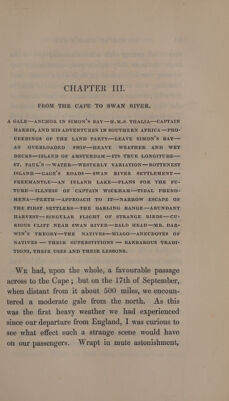 CHAPTER III.
FROM THE CAPE TO SWAN RIVER.
A GALE—ANCHOR IN SIMON'S BAY—H.M.S. THALIA—CAPTAIN
HARRIS, AND HIS ADVENTURES IN SOUTHERN AFRICA—PRO-
CEEDINGS OF THE LAND PARTY—LEAVE SIMON'S BAY—
AN OVERLOADED SHIP—HEAVY WEATHER AND WET
DECKS—ISLAND OF AMSTERDAM—ITS TRUE LONGITUDE—
ST. PAUL'S—WATER—WESTERLY VARIATION—ROTTENEST
ISLAND—GAGE'S ROADS—SWAN RIVER SETTLEMENT—
FREEMANTLE—AN ISLAND LAKE—PLANS FOR THE FU-
TURE—ILLNESS OF CAPTAIN WICKHAM—TIDAL PHENO-
MENA—PERTH—APPROACH TO IT—NARROW ESCAPE OF
THE FIRST SETTLERS—THE DARLING RANGE—ABUNDANT
HARVEST—SINGULAR FLIGHT OF STRANGE BIRDS—CU-
RIOUS CLIFF NEAR SWAN RIVER—BALD HEAD—MR. DAR-
WIN'S THEORY—THE NATIVES—MIAGO—ANECDOTES OF
NATIVES — THEIR SUPERSTITIONS — BARBAROUS TRADI-
TIONS, THEIR USES AND THEIR LESSONS.
WE had, upon the whole, a favourable passage
across to the Cape; but on the 17th of September,
when distant from it about 500 miles, we encoun-
tered a moderate gale from the north. As this
was the first heavy weather we had experienced
since our departure from England, I was curious to
see what effect such a strange scene would have
on our passengers. Wrapt in mute astonishment,